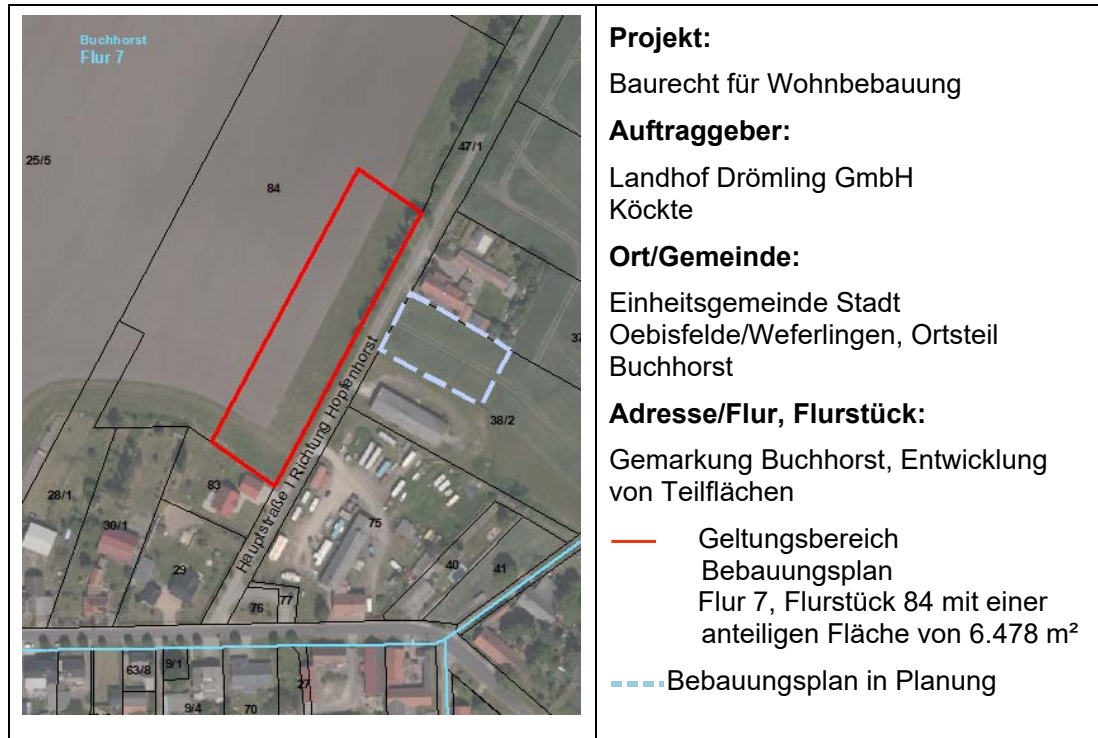 Buchhorst
Flur 7
25/5
84
47/1
38/2
83
28/1
30/1
29
Hauptstraße I Richtung Hopfenhorst
75
40
41
76
77
63/8
9/1
27
9/4
70
Projekt:
Baurecht für Wohnbebauung
Auftraggeber:
Landhof Drömling GmbH
Köckte
Ort/Gemeinde:
Einheitsgemeinde Stadt
Oebisfelde/Weferlingen, Ortsteil
Buchhorst
Adresse/Flur, Flurstück:
Gemarkung Buchhorst, Entwicklung
von Teilflächen
Geltungsbereich
Bebauungsplan
Flur 7, Flurstück 84 mit einer
anteiligen Fläche von 6.478 m²
Bebauungsplan in Planung